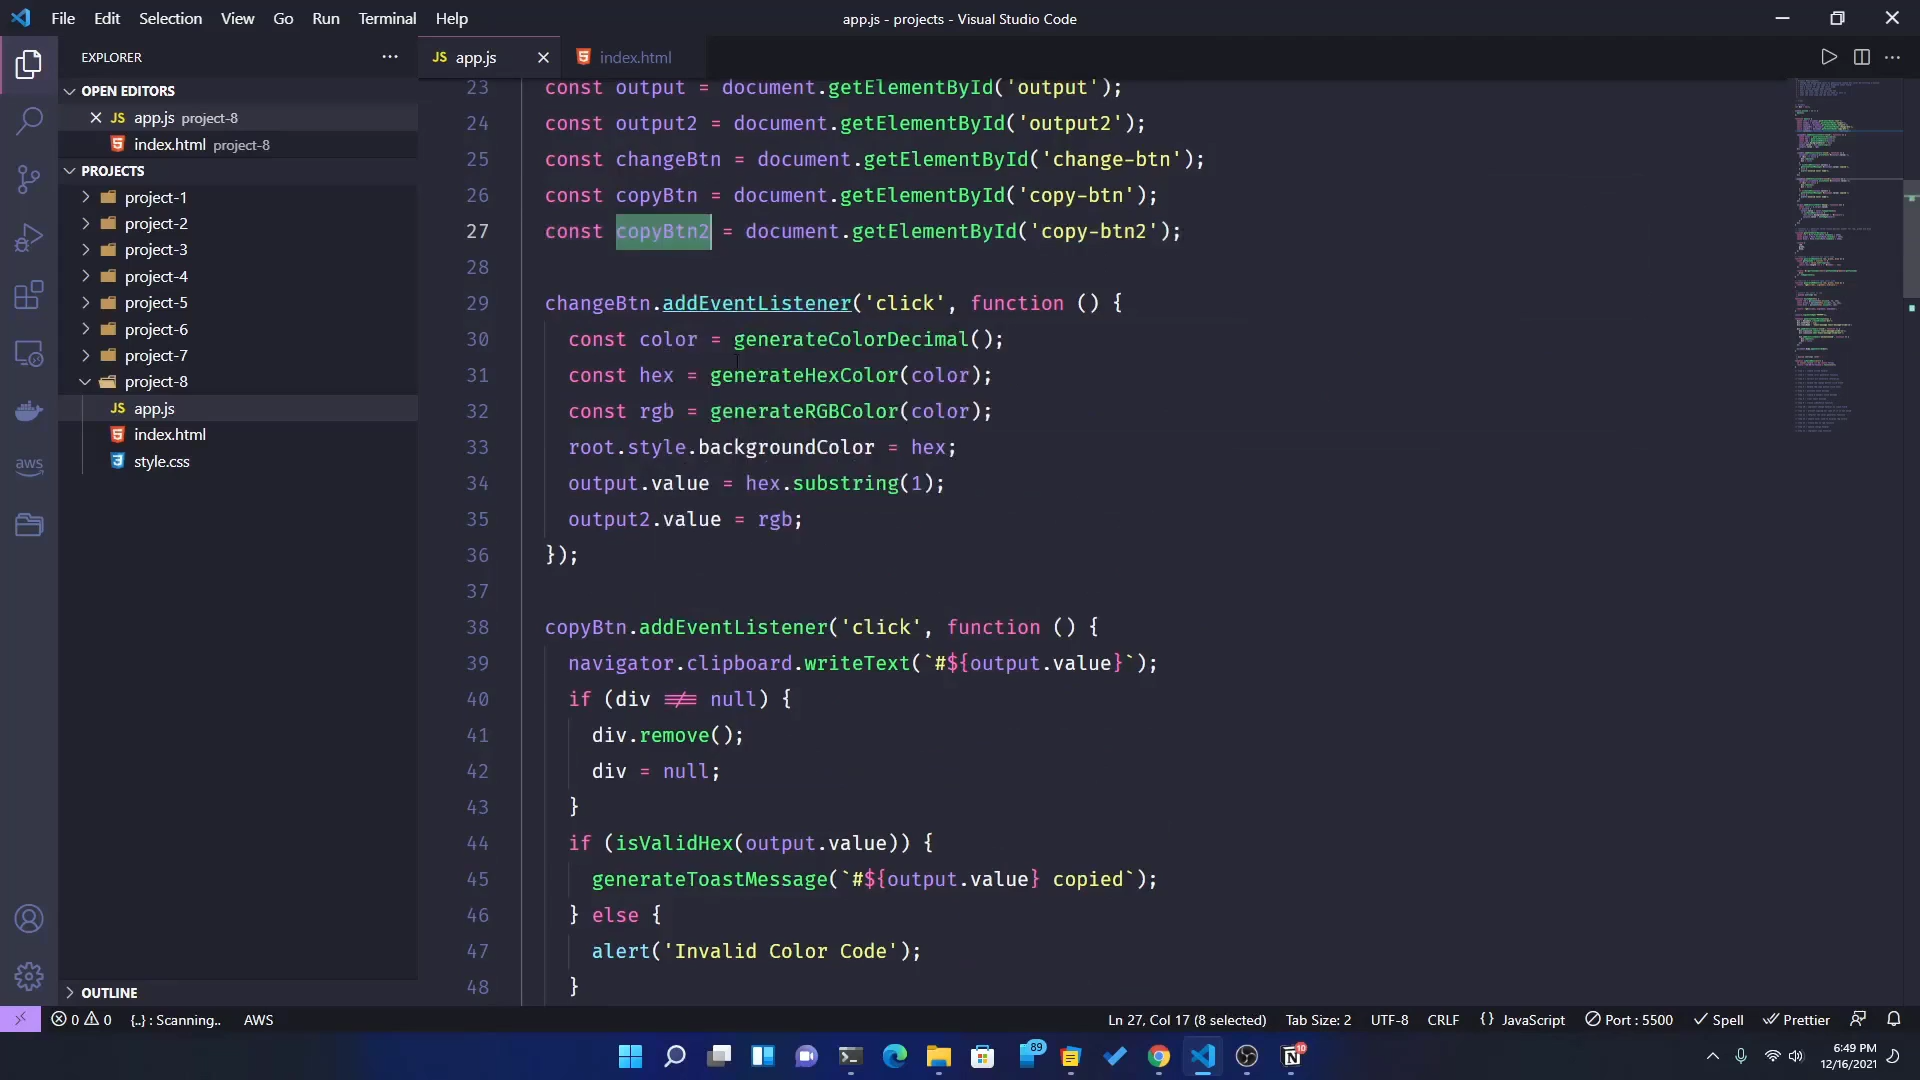 File Edit Selection View Go Run Terminal Help
app.js - projects - Visual Studio Code
EXPLORER
JS app.js
index.html
OPEN EDITORS
JS app.js project-8
index.html project-8
PROJECTS
project-1
project-2
project-3
project-4
project-5
project-6
project-7
project-8
JS app.js
index.html
style.css
aws
OUTLINE
23 const output = document.getElementById('output');
24 const output2 = document.getElementById('output2');
25 const changeBtn = document.getElementById('change-btn');
26 const copyBtn = document.getElementById('copy-btn');
27 const copyBtn2 = document.getElementById('copy-btn2');
28
29 changeBtn.addEventListener('click', function () {
30 const color = generateColorDecimal();
31 const hex = generateHexColor(color);
32 const rgb = generateRGBColor(color);
33 root.style.backgroundColor = hex;
34 output.value = hex.substring(1);
35 output2.value = rgb;
36 });
37
38 copyBtn.addEventListener('click', function () {
39 navigator.clipboard.writeText(`#${output.value}`);
40 if (div !== null) {
41 div.remove();
42 div = null;
43 }
44 if (isValidHex(output.value)) {
45 generateToastMessage(`#${output.value} copied`);
46 } else {
47 alert('Invalid Color Code');
48 }
0 0 {..} : Scanning.. AWS
Ln 27, Col 17 (8 selected) Tab Size: 2 UTF-8 CRLF {} JavaScript Port : 5500 Spell Prettier
89
10
6:49 PM
12/16/2021